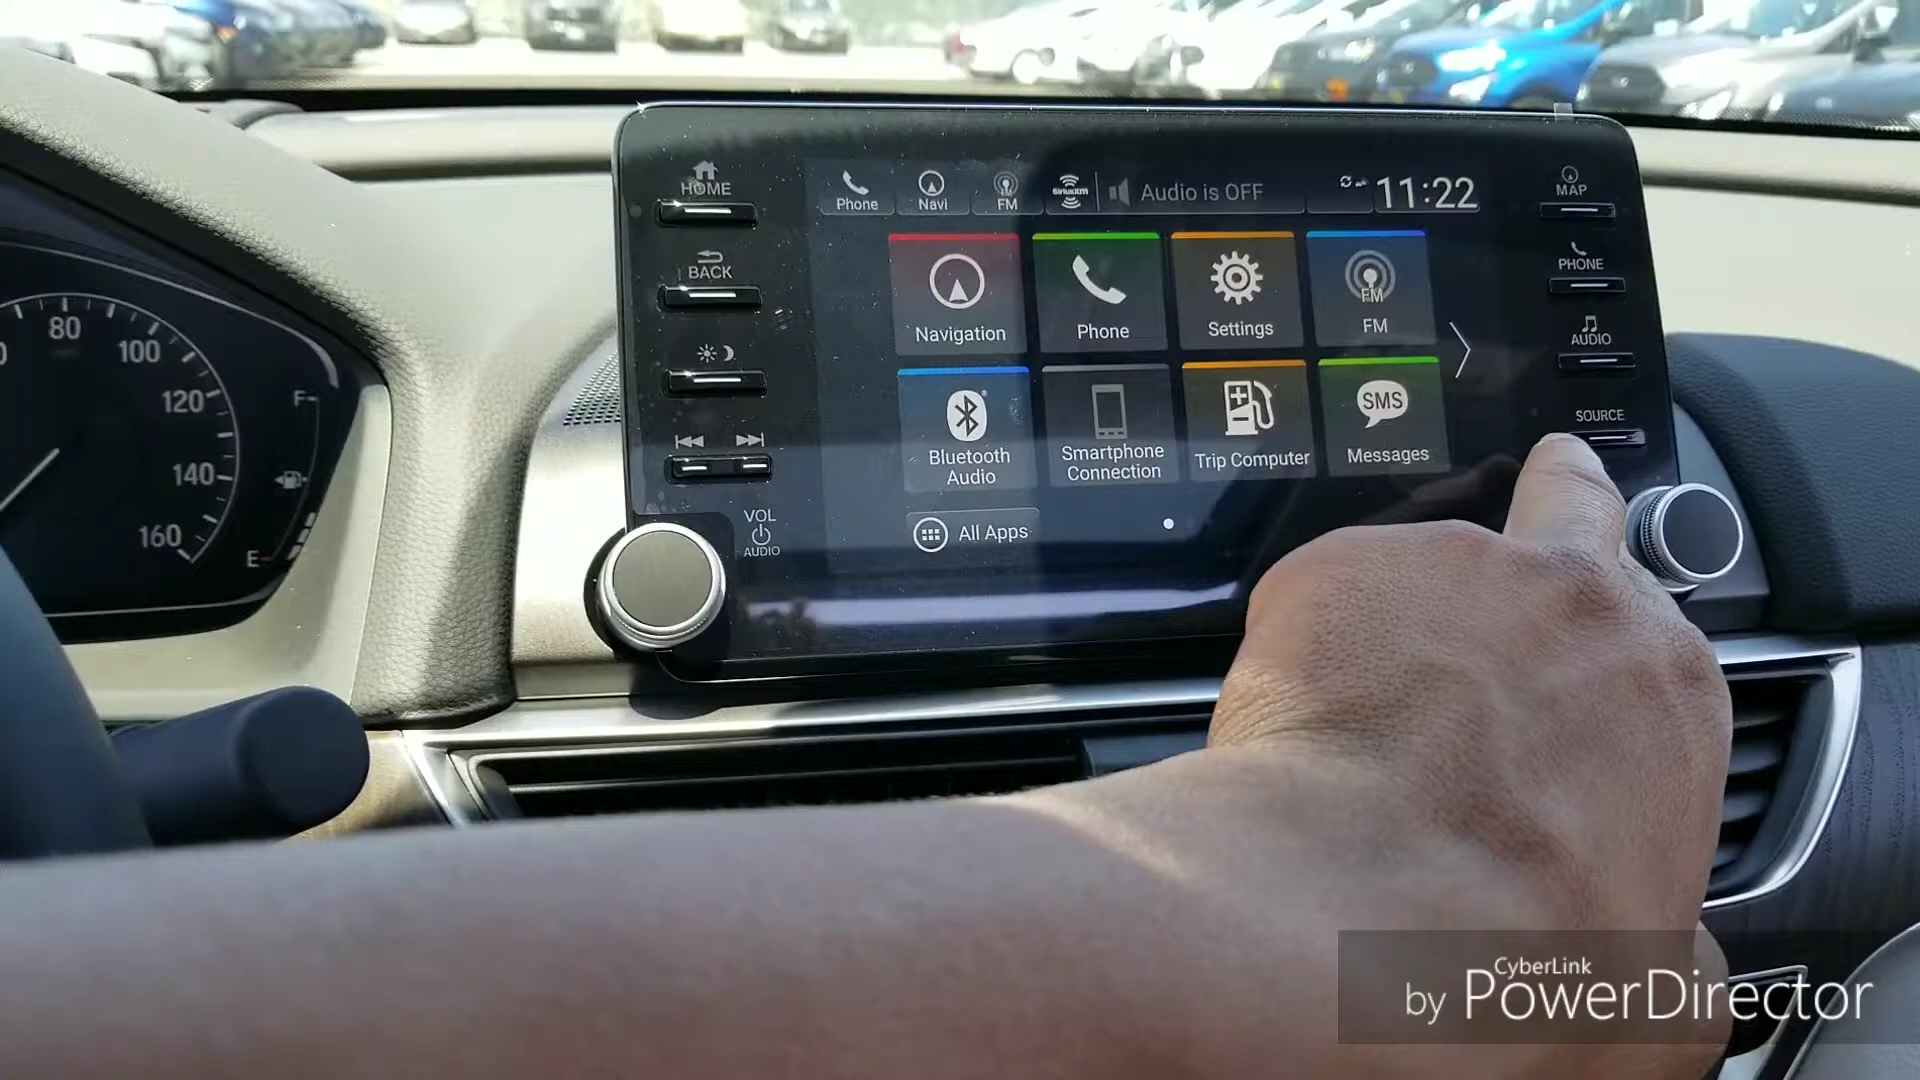 HOME
BACK
VOL
AUDIO
Phone
Navi
FM
SiriusXM
Audio is OFF
11:22
Navigation
Phone
Settings
FM
FM
Bluetooth
Audio
Smartphone
Connection
Trip Computer
SMS
Messages
All Apps
MAP
PHONE
AUDIO
SOURCE
80
100
120
140
160
F
E
CyberLink
by PowerDirector